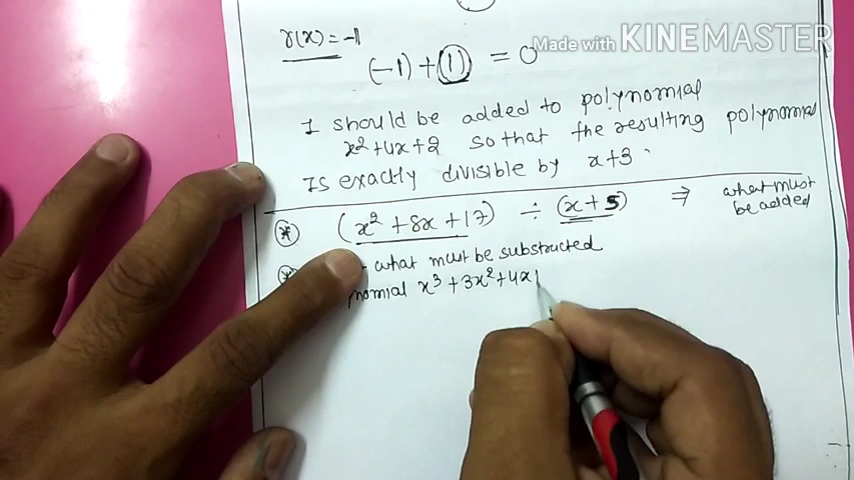 Made with KINEMASTER
r(x) = -1
(-1) + (1) = 0
1 should be added to polynomial
x² + 4x + 2 so that the resulting polynomial
Is exactly divisible by x + 3
* (x² + 8x + 17) ÷ (x + 5) ⇒ what must be added
what must be substructed
nomial x³ + 3x² + 4x